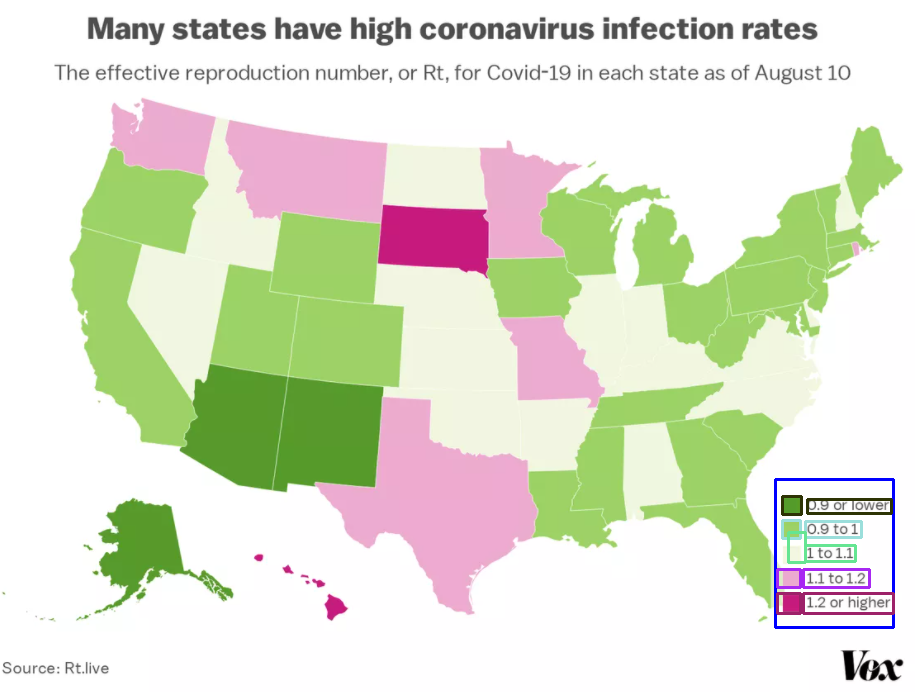 Many states have high coronavirus infection rates
The effective reproduction number, or Rt, for Covid-19 in each state as of August 10
0.9 or lower
0.9 to 1
1 to 1.1
1.1 to 1.2
1.2 or higher
Source: Rt.live
Vox